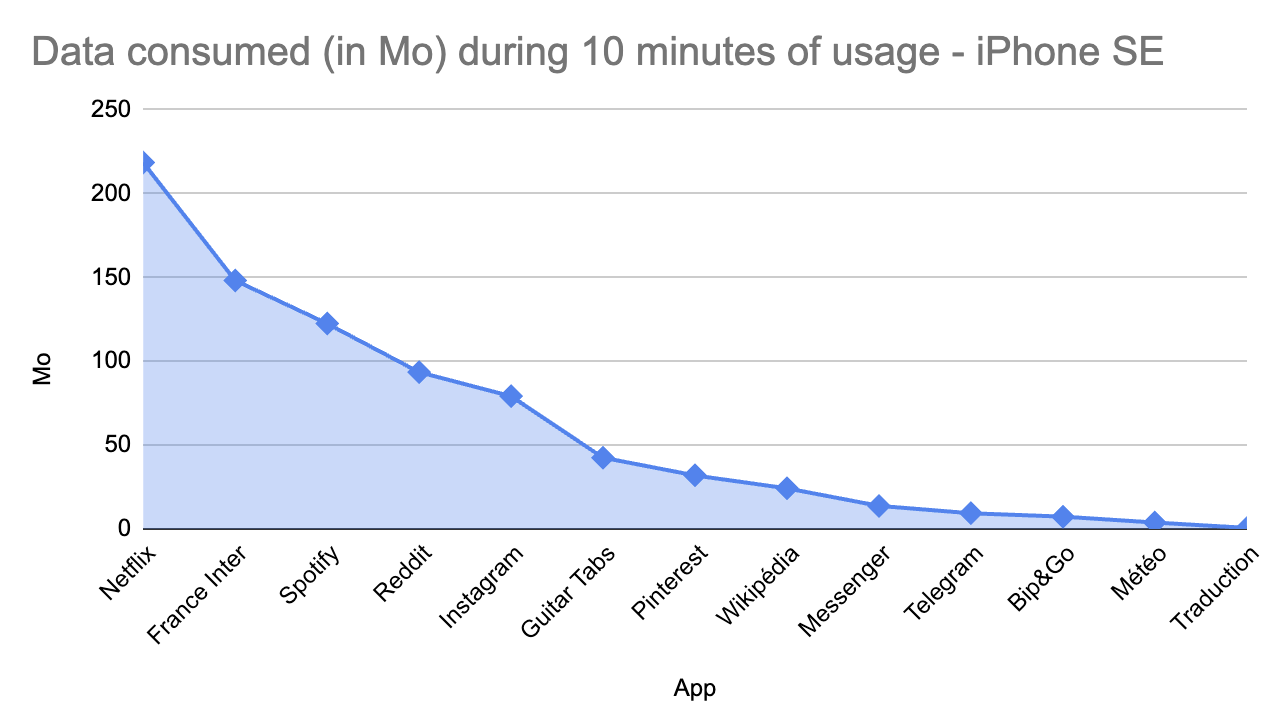 Data consumed (in Mo) during 10 minutes of usage - iPhone SE
250
200
150
100
50
0
Mo
Netflix
France Inter
Spotify
Reddit
Instagram
Guitar Tabs
Pinterest
Wikipédia
Messenger
Telegram
Bip&Go
Météo
Traduction
App